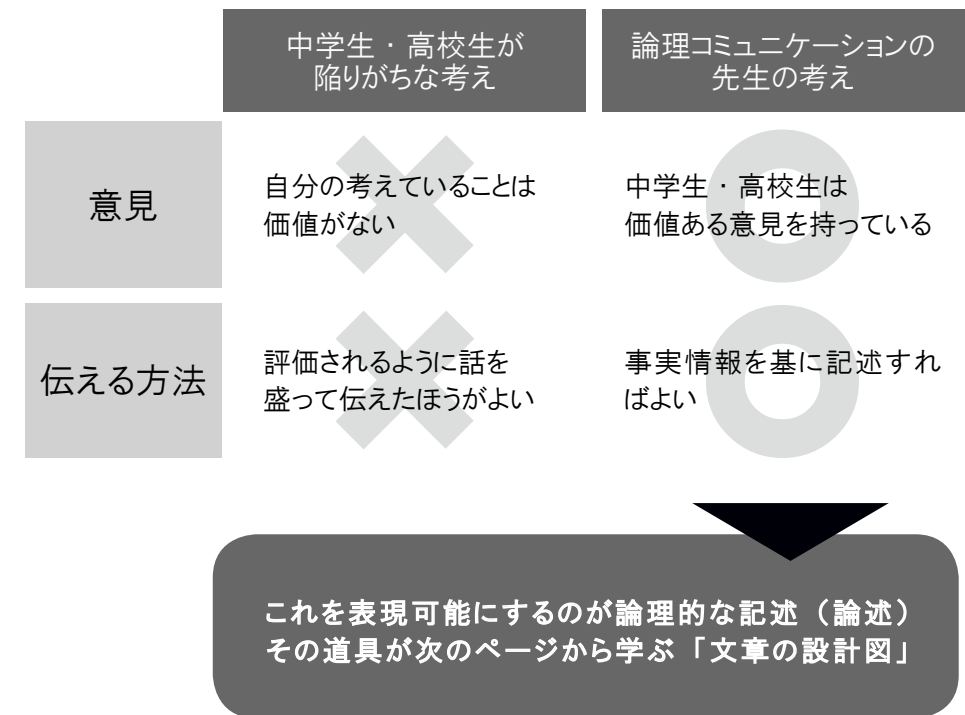 中学生・高校生が
陥りがちな考え
論理コミュニケーションの
先生の考え
意見
自分の考えていることは
価値がない
中学生・高校生は
価値ある意見を持っている
伝える方法
評価されるように話を
盛って伝えたほうがよい
事実情報を基に記述すれ
ばよい
これを表現可能にするのが論理的な記述（論述）
その道具が次のページから学ぶ「文章の設計図」